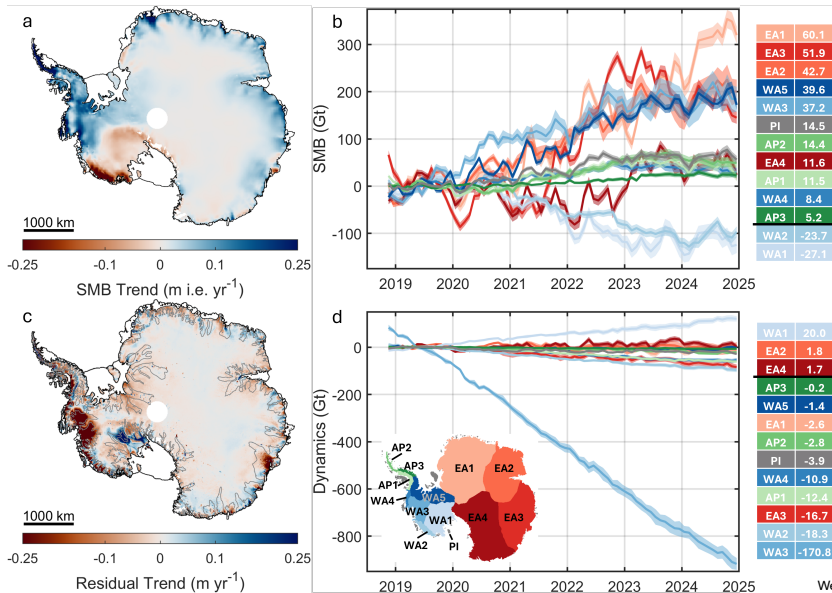 a
1000 km
-0.25 -0.1 0 0.1 0.25
SMB Trend (m i.e. yr-1)
b
SMB (Gt)
300
200
100
0
-100
2019 2020 2021 2022 2023 2024 2025
EA1 60.1
EA3 51.9
EA2 42.7
WA5 39.6
WA3 37.2
PI 14.5
AP2 14.4
EA4 11.6
AP1 11.5
WA4 8.4
AP3 5.2
WA2 -23.7
WA1 -27.1
c
1000 km
-0.25 -0.1 0 0.1 0.25
Residual Trend (m yr-1)
d
Dynamics (Gt)
0
-200
-400
-600
-800
2019 2020 2021 2022 2023 2024 2025
AP2
AP3
AP1
WA4
WA5
WA3
WA1
WA2
PI
EA1
EA2
EA4
EA3
WA1 20.0
EA2 1.8
EA4 1.7
AP3 -0.2
WA5 -1.4
EA1 -2.6
AP2 -2.8
PI -3.9
WA4 -10.9
AP1 -12.4
EA3 -16.7
WA2 -18.3
WA3 -170.8
We